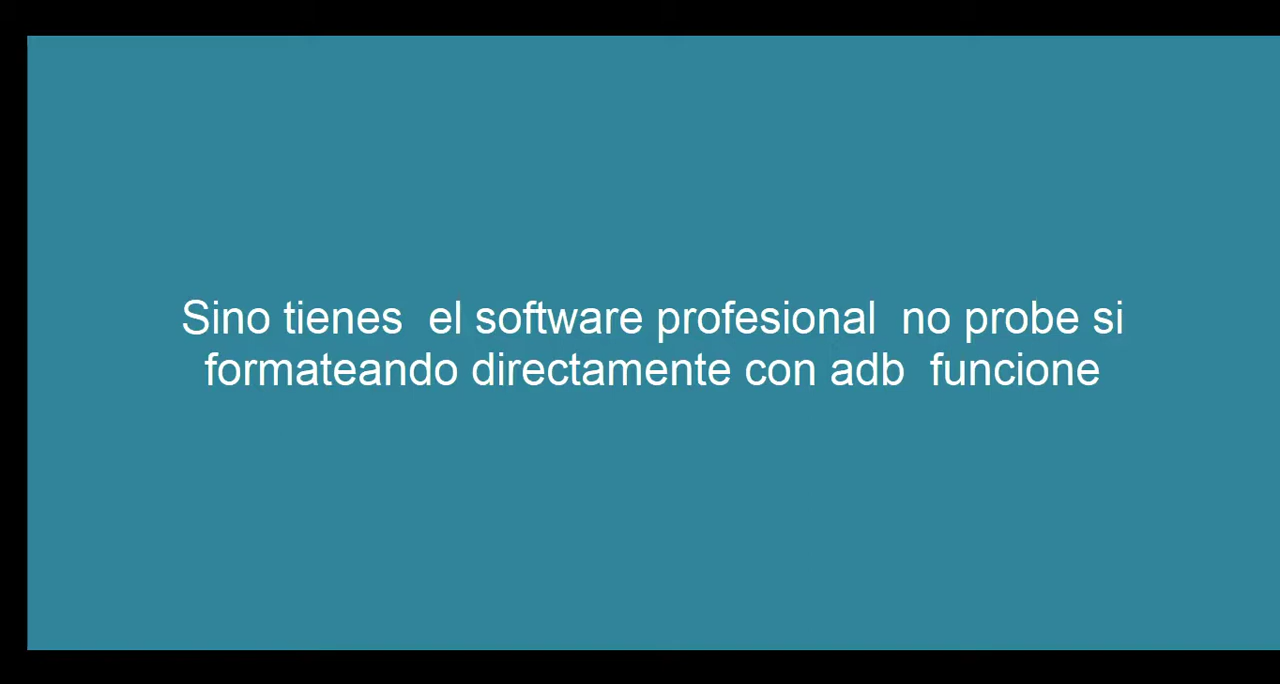 Sino tienes  el software profesional  no probe si
formateando directamente con adb  funcione